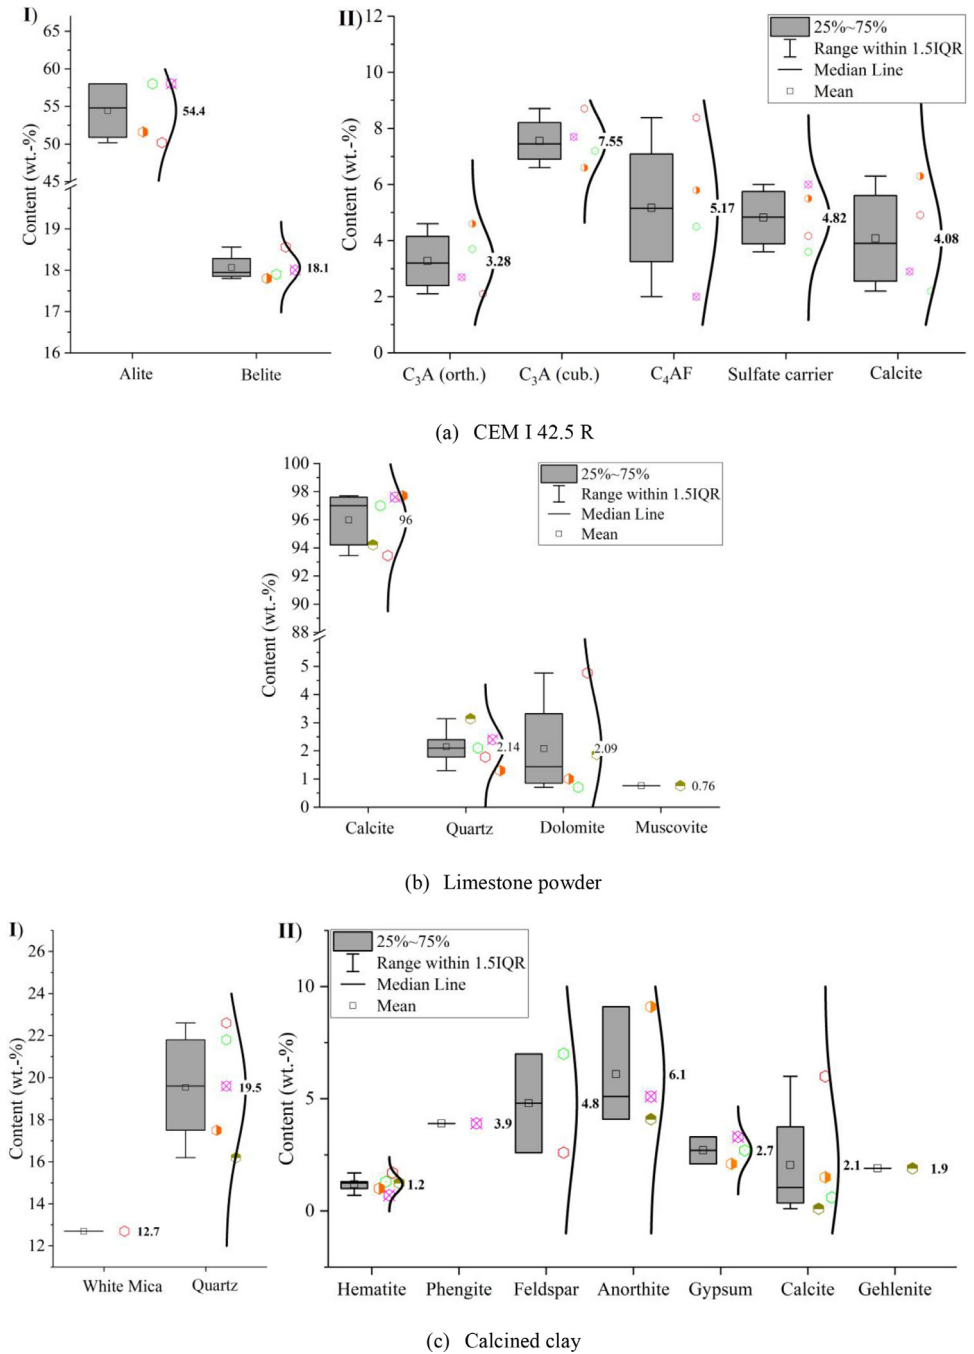 I)
Content (wt.-%)
65
60
55
50
45
19
18
17
16
54.4
18.1
Alite
Belite
II)
Content (wt.-%)
12
10
8
6
4
2
0
25%~75%
Range within 1.5IQR
Median Line
Mean
3.28
7.55
5.17
4.82
4.08
C3A (orth.)
C3A (cub.)
C4AF
Sulfate carrier
Calcite
(a) CEM I 42.5 R
Content (wt.-%)
100
98
96
94
92
90
88
5
4
3
2
1
0
25%~75%
Range within 1.5IQR
Median Line
Mean
96
2.14
2.09
0.76
Calcite
Quartz
Dolomite
Muscovite
(b) Limestone powder
I)
Content (wt.-%)
26
24
22
20
18
16
14
12
19.5
12.7
White Mica
Quartz
II)
Content (wt.-%)
10
5
0
25%~75%
Range within 1.5IQR
Median Line
Mean
1.2
3.9
4.8
6.1
2.7
2.1
1.9
Hematite
Phengite
Feldspar
Anorthite
Gypsum
Calcite
Gehlenite
(c) Calcined clay